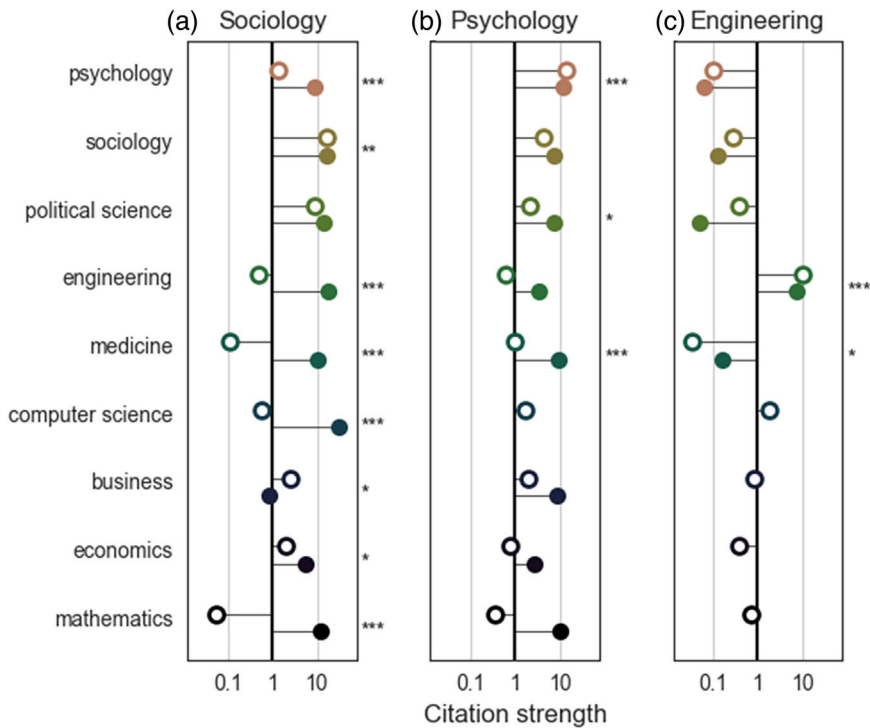 (a) Sociology (b) Psychology (c) Engineering
psychology *** ***
sociology **
political science *
engineering *** ***
medicine *** *** *
computer science ***
business *
economics *
mathematics ***
0.1 1 10 0.1 1 10 0.1 1 10
Citation strength